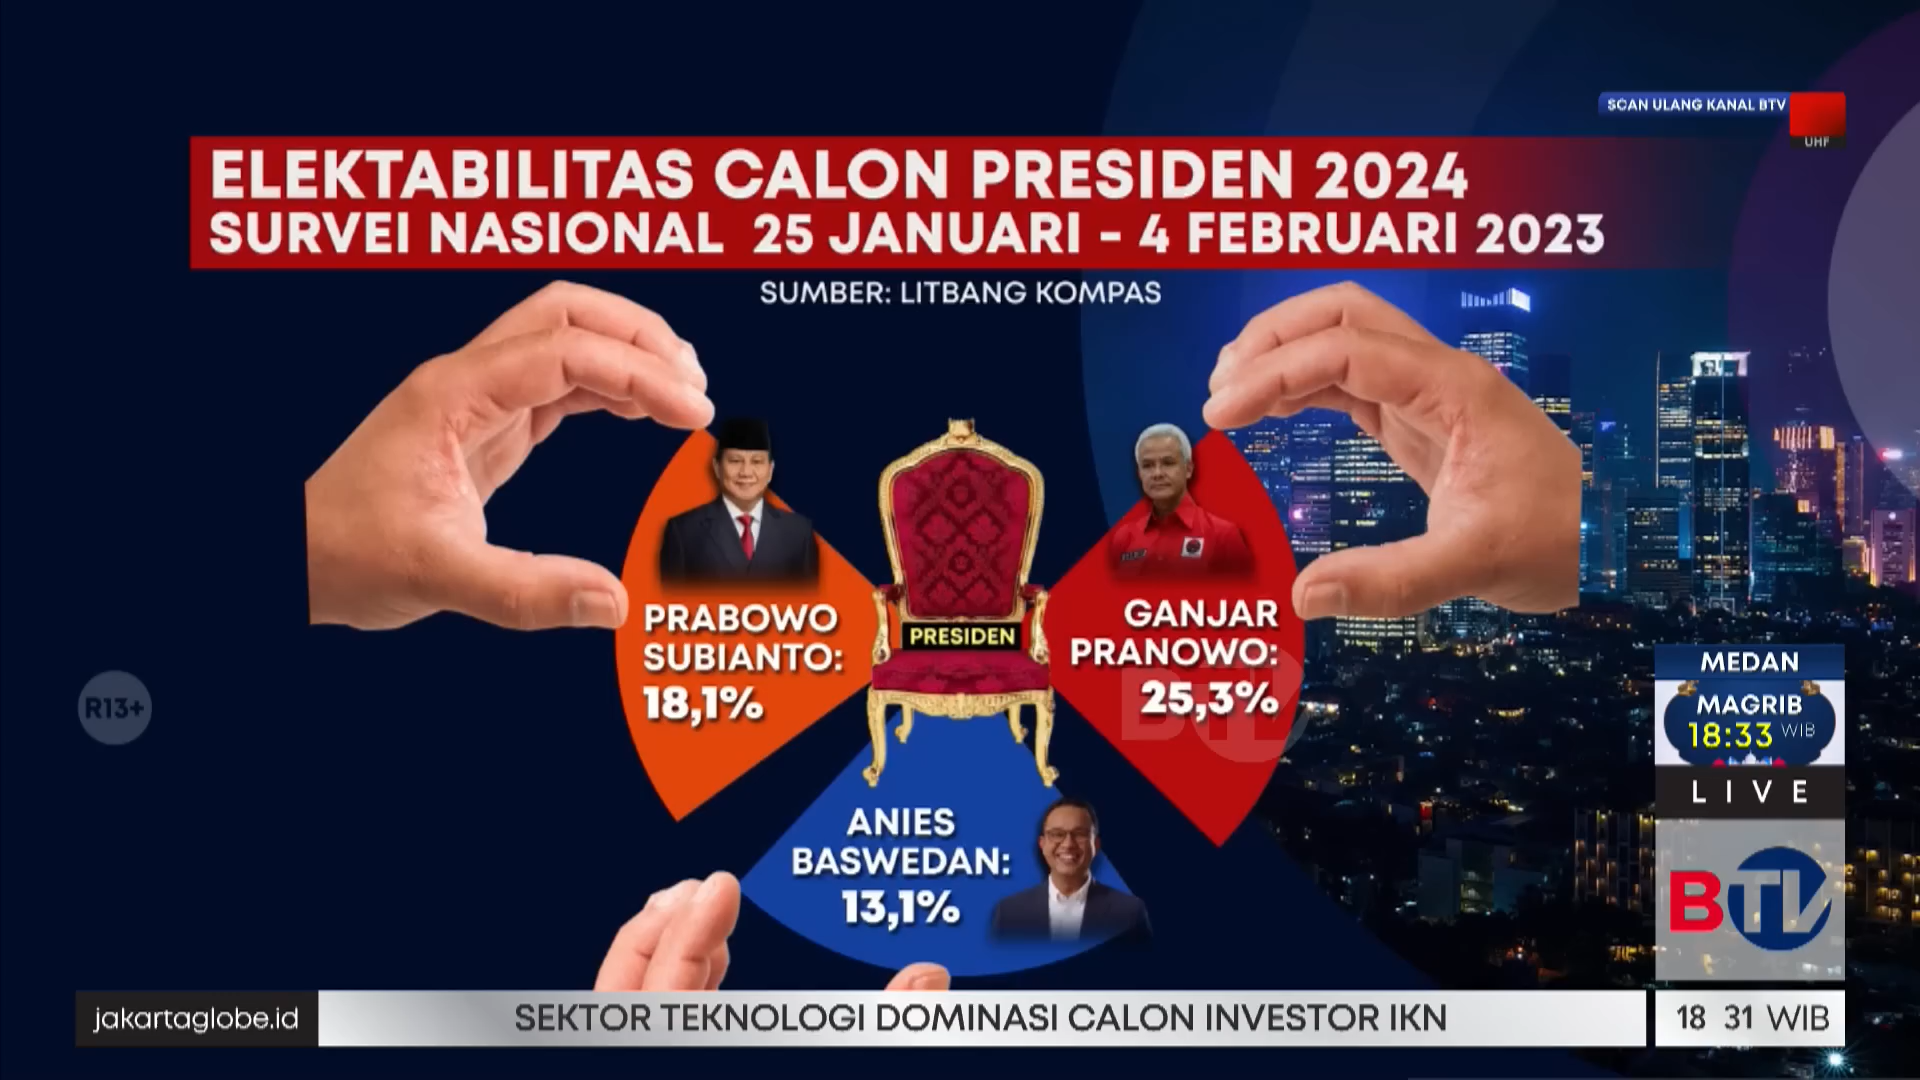 SCAN ULANG KANAL BTV
UHF
ELEKTABILITAS CALON PRESIDEN 2024
SURVEI NASIONAL 25 JANUARI - 4 FEBRUARI 2023
SUMBER: LITBANG KOMPAS
PRABOWO
SUBIANTO:
18,1%
PRESIDEN
GANJAR
PRANOWO:
25,3%
BTV
ANIES
BASWEDAN:
13,1%
R13+
MEDAN
MAGRIB
18:33 WIB
LIVE
BTV
jakartaglobe.id
SEKTOR TEKNOLOGI DOMINASI CALON INVESTOR IKN
18 31 WIB